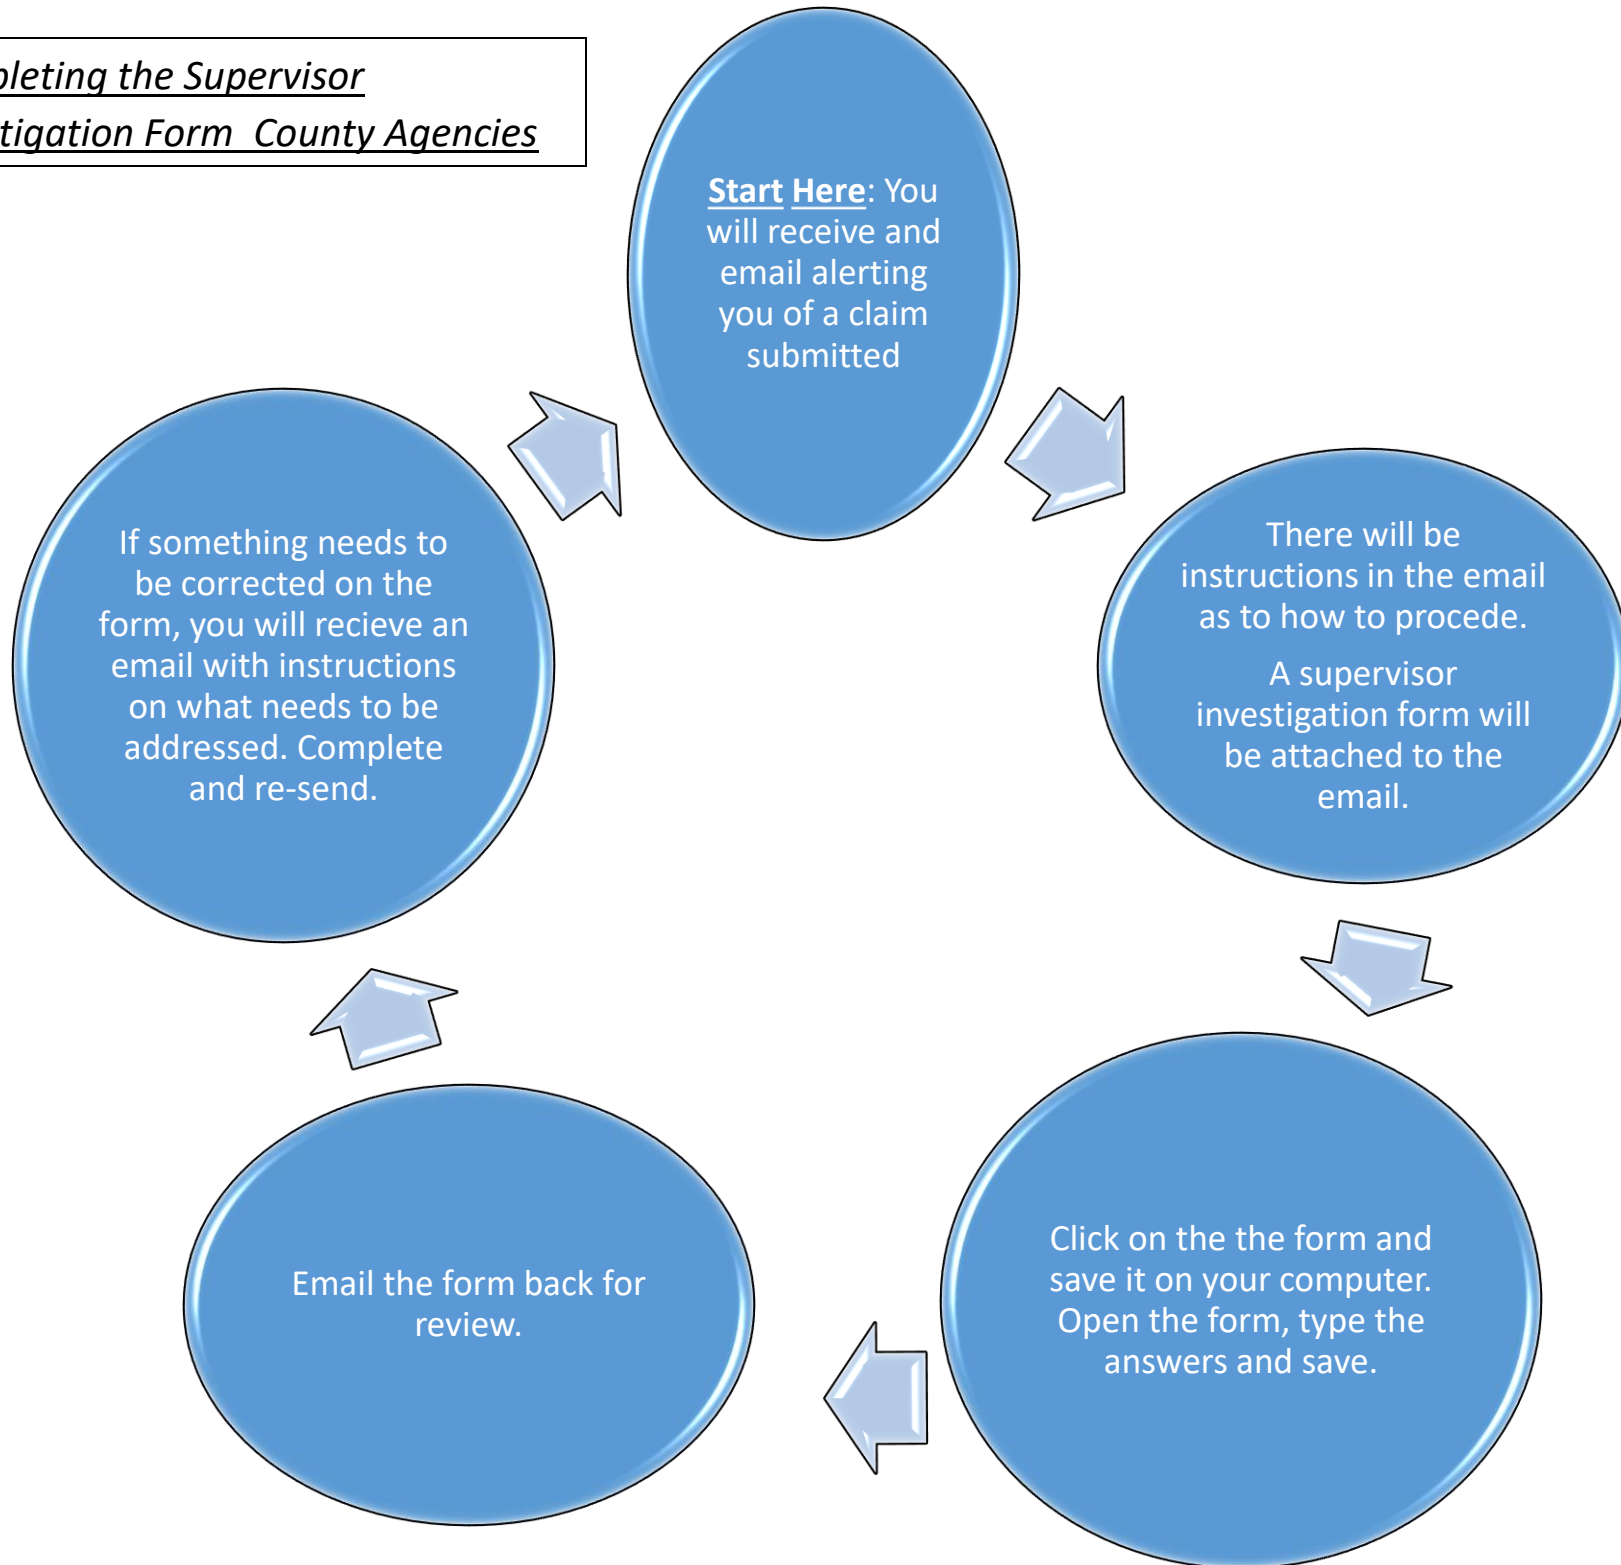 pleting the Supervisor
tigation Form County Agencies
Start Here: You
will receive and
email alerting
you of a claim
submitted
There will be
instructions in the email
as to how to procede.
A supervisor
investigation form will
be attached to the
email.
Click on the the form and
save it on your computer.
Open the form, type the
answers and save.
Email the form back for
review.
If something needs to
be corrected on the
form, you will recieve an
email with instructions
on what needs to be
addressed. Complete
and re-send.